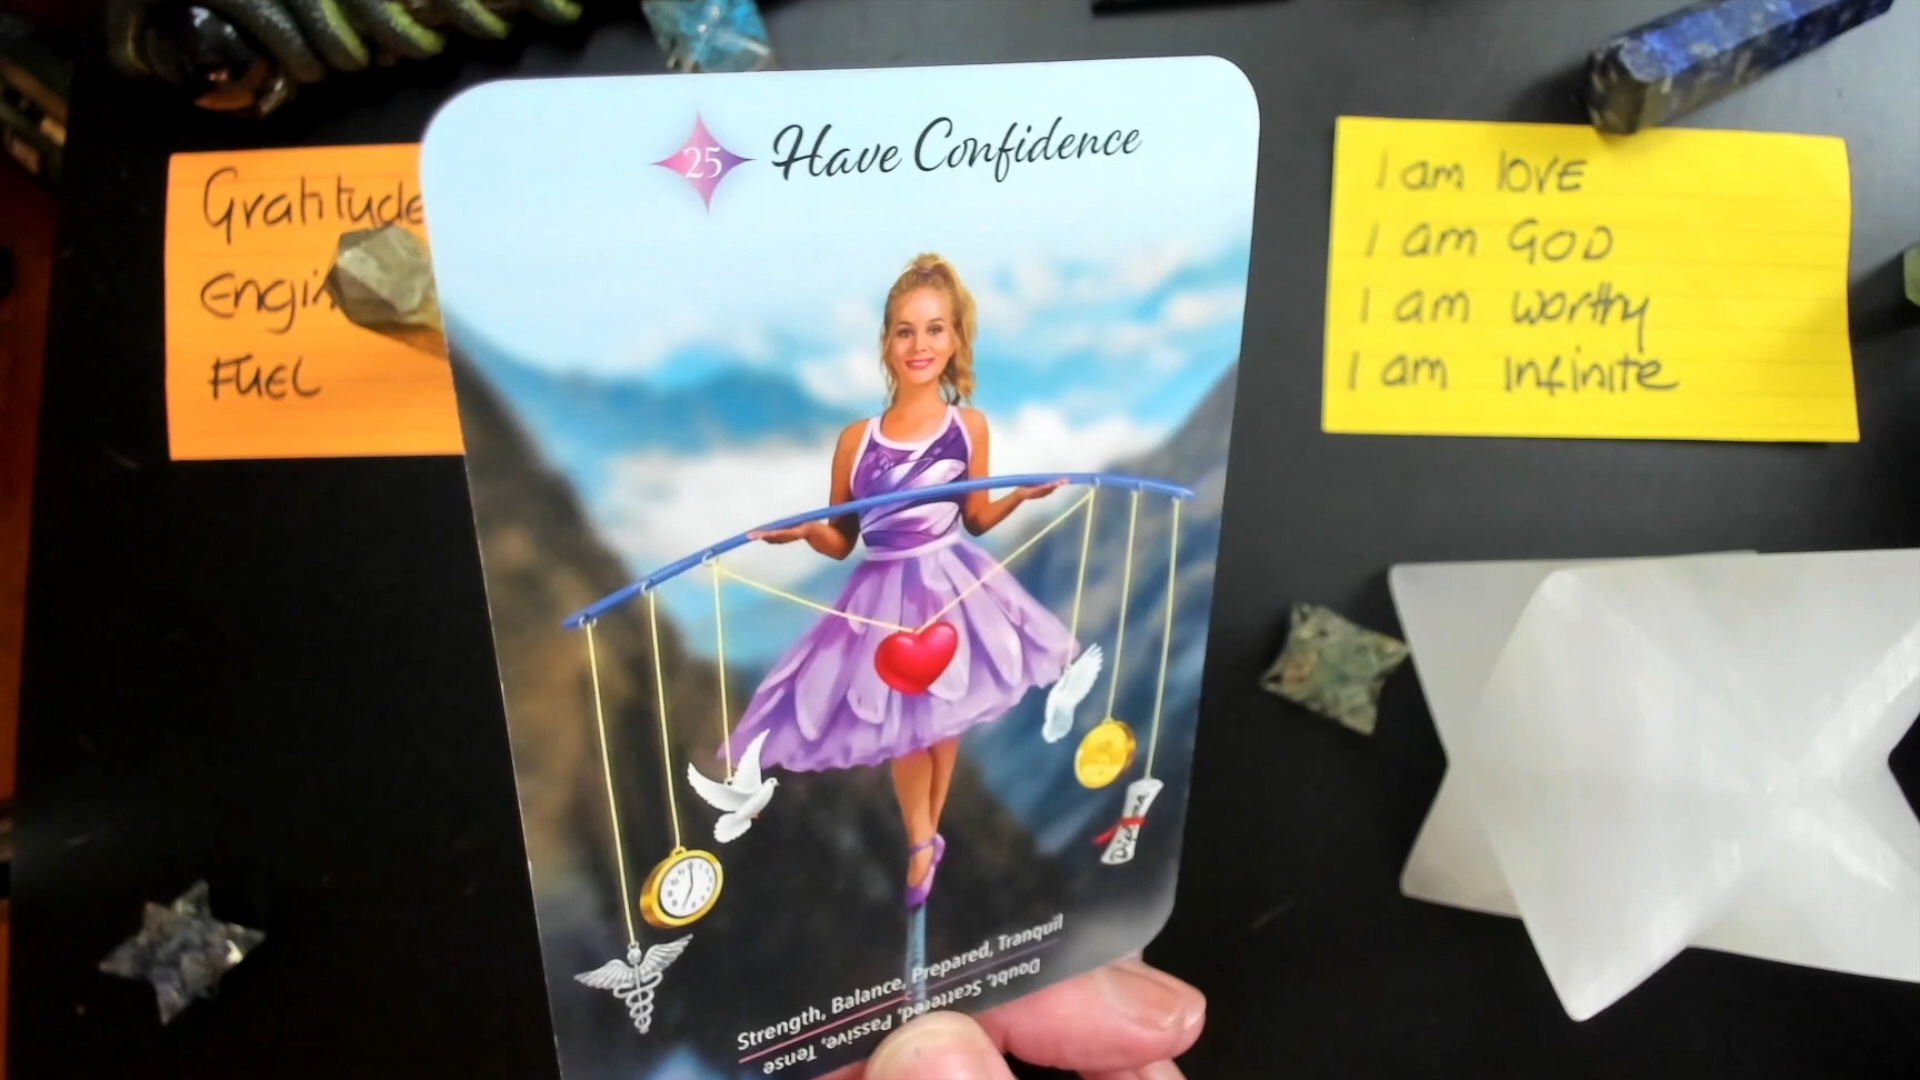 25 Have Confidence
Gratitude
FUEL
I am lOVE
I am GOD
I am worthy
I am Infinite
Diploma
Strength, Balance, Prepared, Tranquil
Doubt, Scattered, Passive, Tense